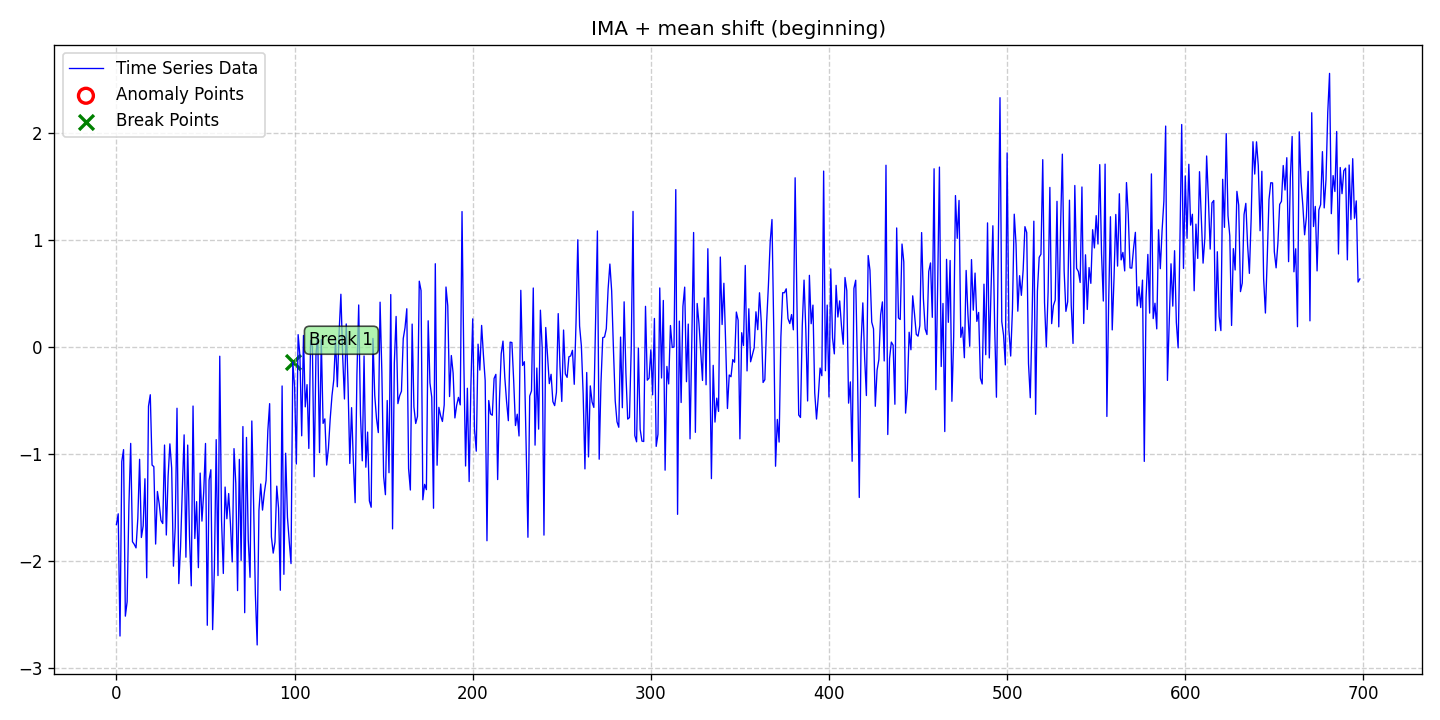 IMA + mean shift (beginning)
Time Series Data
Anomaly Points
Break Points
Break 1
2
1
0
−1
−2
−3
0
100
200
300
400
500
600
700